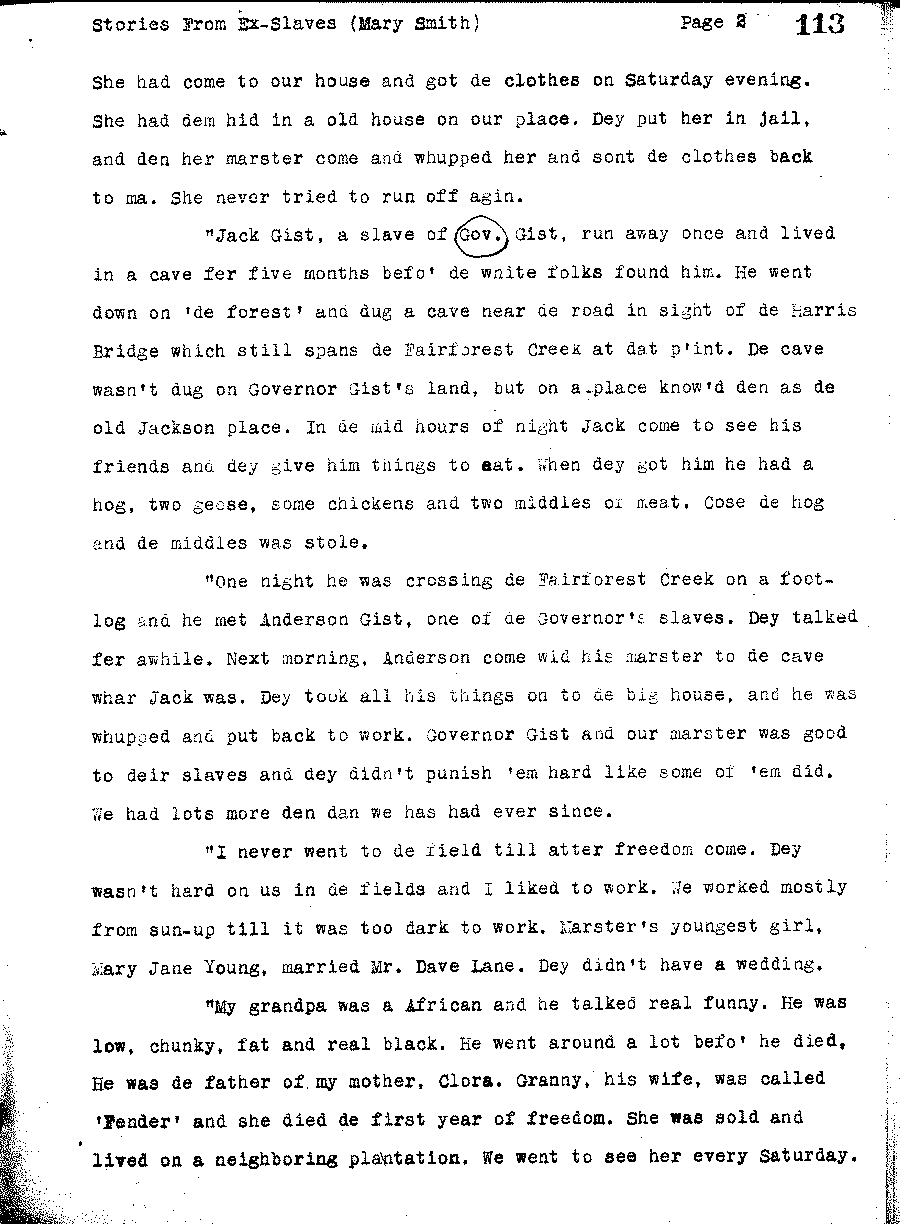 Stories From Ex-Slaves (Mary Smith) Page 2 113
She had come to our house and got de clothes on Saturday evening.
She had dem hid in a old house on our place. Dey put her in jail,
and den her marster come and whupped her and sont de clothes back
to ma. She never tried to run off agin.
"Jack Gist, a slave of Gov. Gist, run away once and lived
in a cave fer five months befo' de white folks found him. He went
down on 'de forest' and dug a cave near de road in sight of de Harris
Bridge which still spans de Fairforest Creek at dat p'int. De cave
wasn't dug on Governor Gist's land, but on a place know'd den as de
old Jackson place. In de mid hours of night Jack come to see his
friends and dey give him things to eat. When dey got him he had a
hog, two geese, some chickens and two middles of meat. Cose de hog
and de middles was stole.
"One night he was crossing de Fairforest Creek on a foot-
log and he met Anderson Gist, one of de Governor's slaves. Dey talked
fer awhile. Next morning, Anderson come wid his marster to de cave
whar Jack was. Dey took all his things on to de big house, and he was
whupped and put back to work. Governor Gist and our marster was good
to deir slaves and dey didn't punish 'em hard like some of 'em did.
We had lots more den dan we has had ever since.
"I never went to de field till atter freedom come. Dey
wasn't hard on us in de fields and I liked to work. We worked mostly
from sun-up till it was too dark to work. Marster's youngest girl,
Mary Jane Young, married Mr. Dave Lane. Dey didn't have a wedding.
"My grandpa was a African and he talked real funny. He was
low, chunky, fat and real black. He went around a lot befo' he died.
He was de father of my mother, Clora. Granny, his wife, was called
'Fender' and she died de first year of freedom. She was sold and
lived on a neighboring plantation. We went to see her every Saturday.